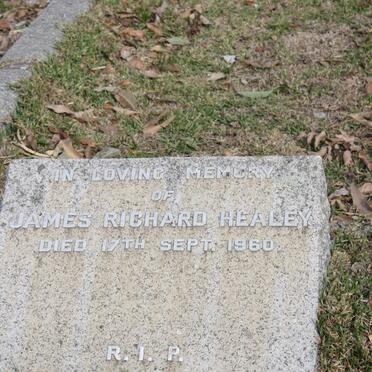 IN LOVING MEMORY
OF
JAMES RICHARD HEALEY
DIED 17TH SEPT. 1960.
R.I.P.